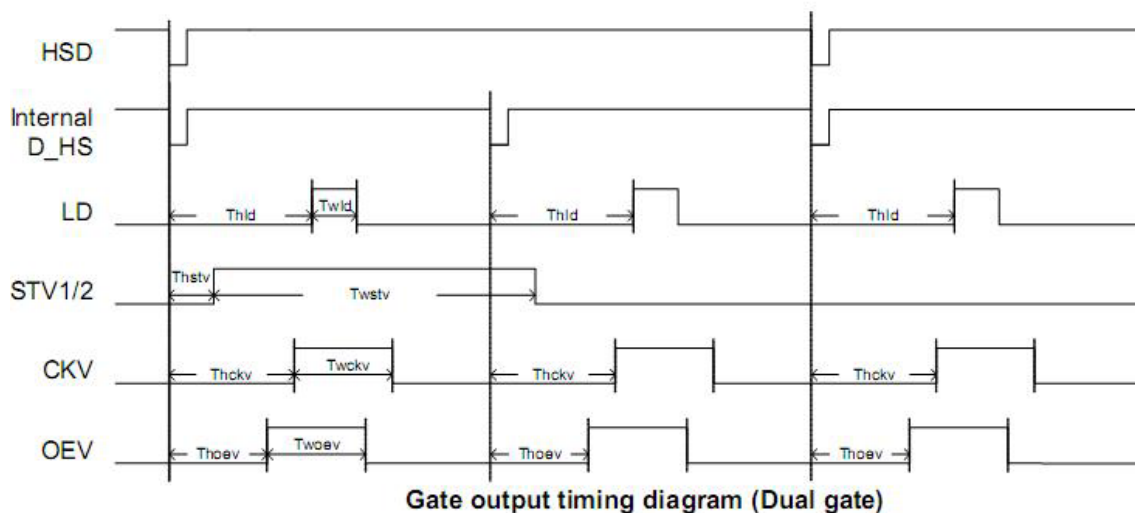 HSD
Internal
D_HS
LD
Thld
Twld
Thld
Thld
STV1/2
Thstv
Twstv
CKV
Thckv
Twckv
Thckv
Thckv
OEV
Thoev
Twoev
Thoev
Thoev
Gate output timing diagram (Dual gate)